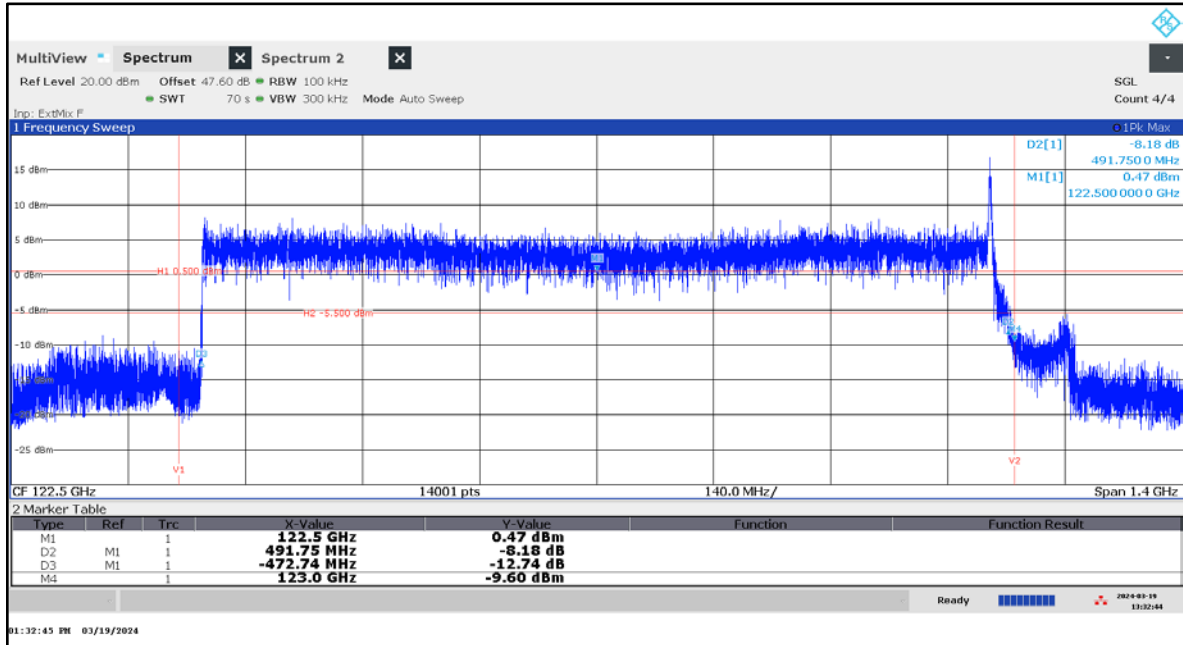 R&S
MultiView Spectrum X Spectrum 2 X
Ref Level 20.00 dBm Offset 47.60 dB RBW 100 kHz SGL
SWT 70 s VBW 300 kHz Mode Auto Sweep Count 4/4
Inp: ExtMix F
1 Frequency Sweep 1Pk Max
D2[1] -8.18 dB
491.750 0 MHz
15 dBm
M1[1] 0.47 dBm
122.500 000 0 GHz
10 dBm
5 dBm
M1
H1 0.500 dBm
0 dBm
-5 dBm
H2 -5.500 dBm
-10 dBm
D3
-25 dBm
V1 V2
CF 122.5 GHz 14001 pts 140.0 MHz/ Span 1.4 GHz
2 Marker Table
Type Ref Trc X-Value Y-Value Function Function Result
M1 1 122.5 GHz 0.47 dBm
D2 M1 1 491.75 MHz -8.18 dB
D3 M1 1 -472.74 MHz -12.74 dB
M4 1 123.0 GHz -9.60 dBm
Ready 2024-03-19
13:32:44
01:32:45 PM 03/19/2024